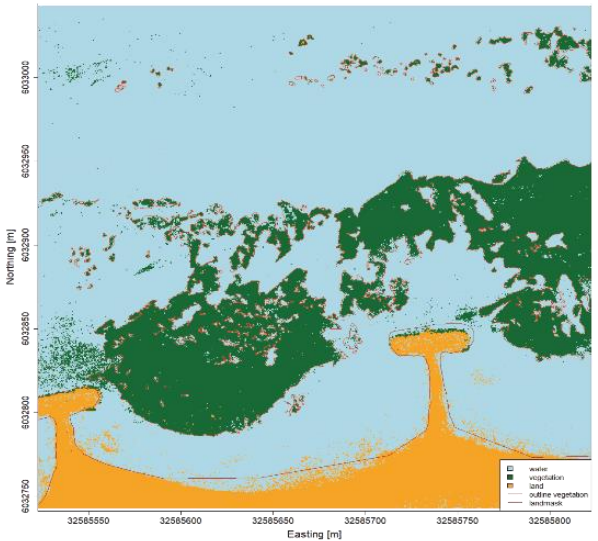 6033000
6032950
6032900
6032850
6032800
6032750
Northing [m]
32585550
32585600
32585650
32585700
32585750
32585800
Easting [m]
water
vegetation
land
outline vegetation
landmask